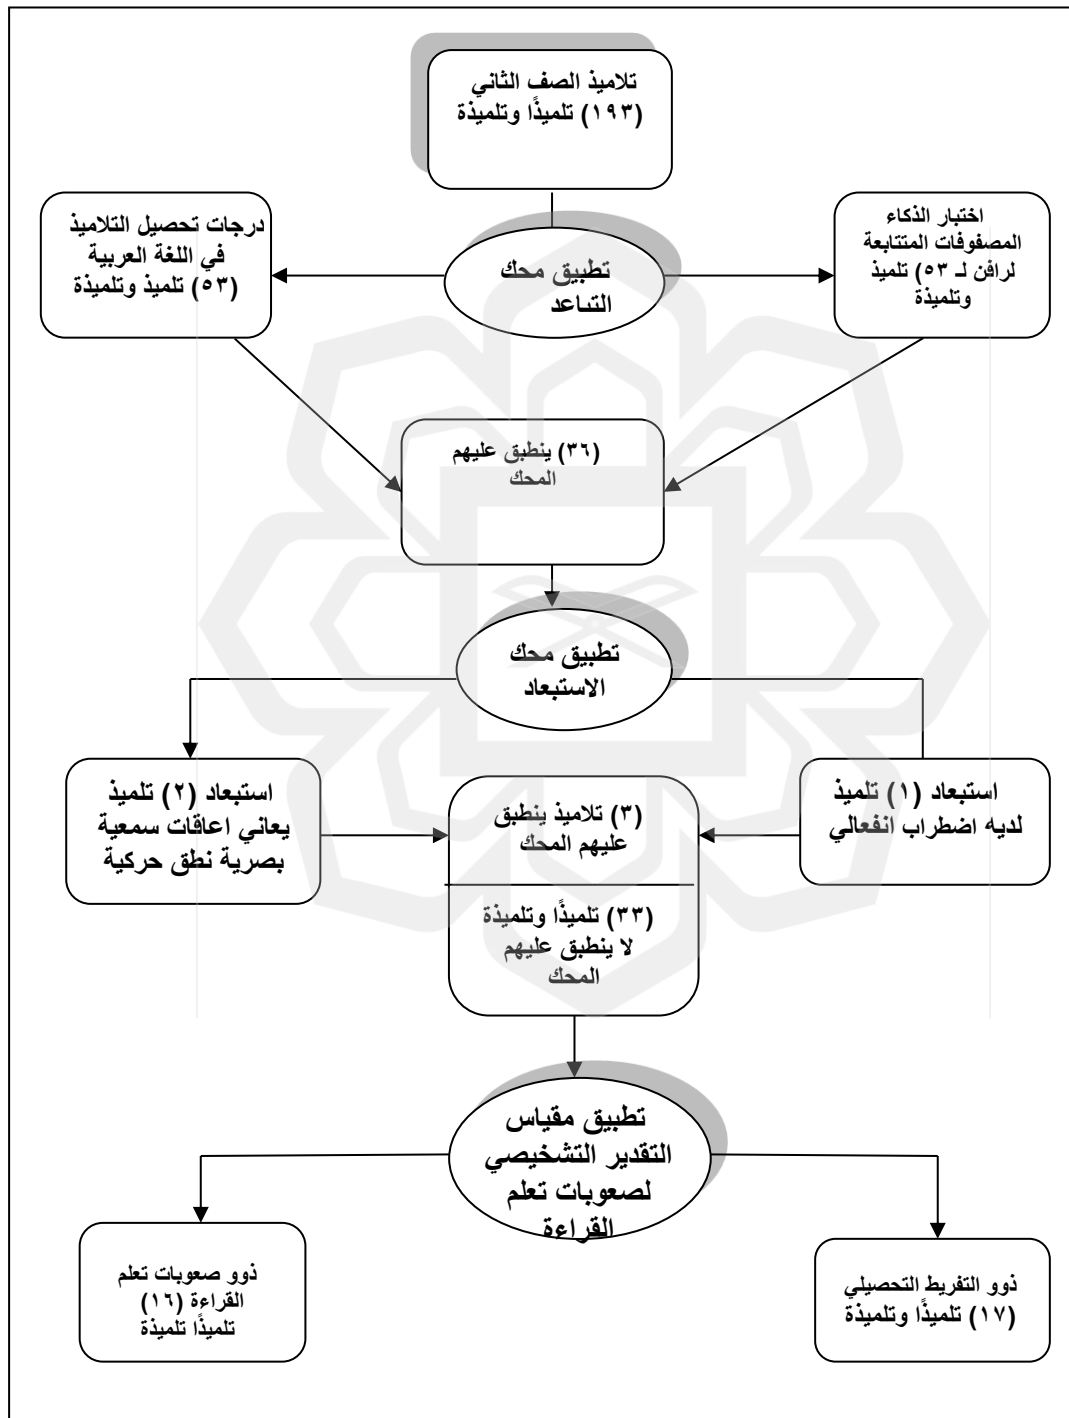 تلاميذ الصف الثاني
(١٩٣) تلميذًا وتلميذة
اختبار الذكاء
المصفوفات المتتابعة
لرافن لـ ٥٣) تلميذ
وتلميذة
تطبيق محك
التباعد
درجات تحصيل التلاميذ
في اللغة العربية
(٥٣) تلميذ وتلميذة
(٣٦) ينطبق عليهم
المحك
تطبيق محك
الاستبعاد
استبعاد (١) تلميذ
لديه اضطراب انفعالي
(٣) تلاميذ ينطبق
عليهم المحك
(٣٣) تلميذًا وتلميذة
لا ينطبق عليهم
المحك
استبعاد (٢) تلميذ
يعاني اعاقات سمعية
بصرية نطق حركية
تطبيق مقياس
التقدير التشخيصي
لصعوبات تعلم
القراءة
ذوو التفريط التحصيلي
(١٧) تلميذًا وتلميذة
ذوو صعوبات تعلم
القراءة (١٦)
تلميذًا تلميذة